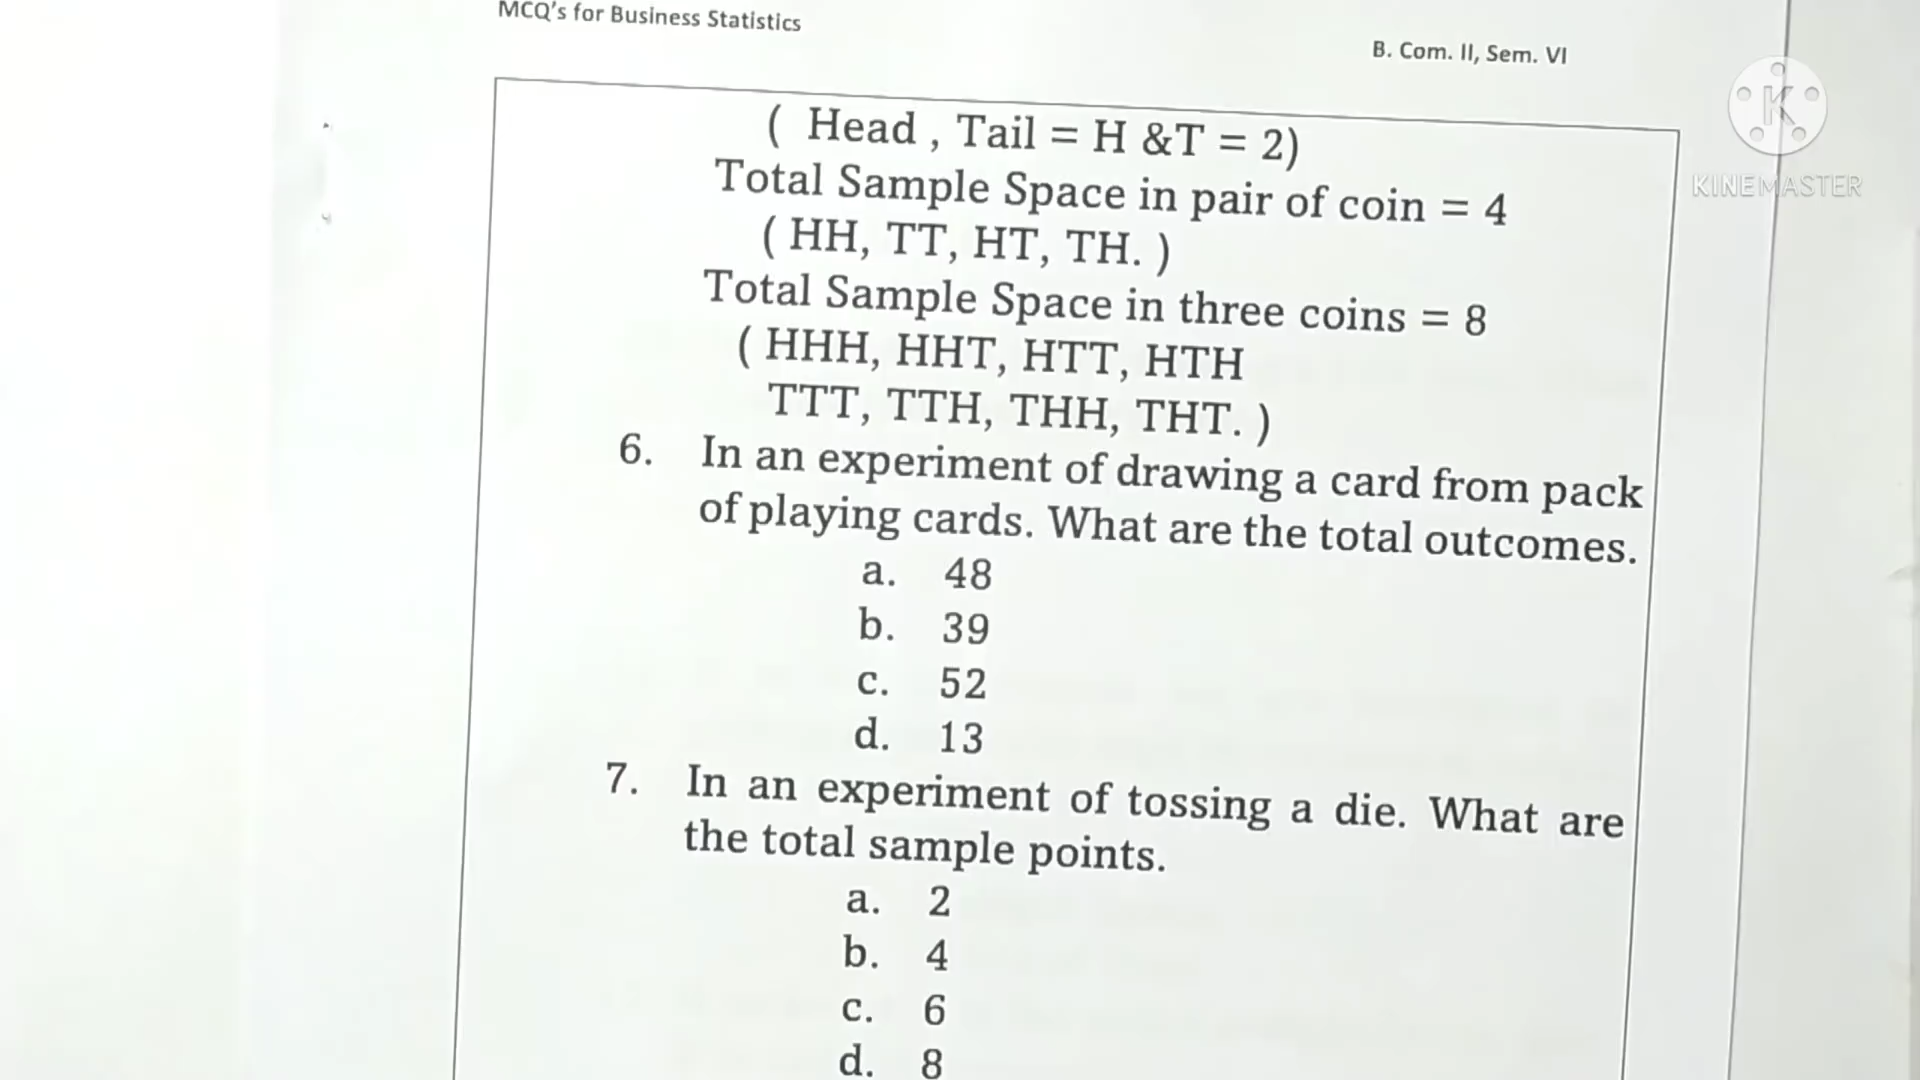 MCQ's for Business Statistics
B. Com. II, Sem. VI
K
KINEMASTER
( Head , Tail = H &T = 2)
Total Sample Space in pair of coin = 4
( HH, TT, HT, TH. )
Total Sample Space in three coins = 8
( HHH, HHT, HTT, HTH
TTT, TTH, THH, THT. )
6. In an experiment of drawing a card from pack
of playing cards. What are the total outcomes.
a. 48
b. 39
c. 52
d. 13
7. In an experiment of tossing a die. What are
the total sample points.
a. 2
b. 4
c. 6
d. 8